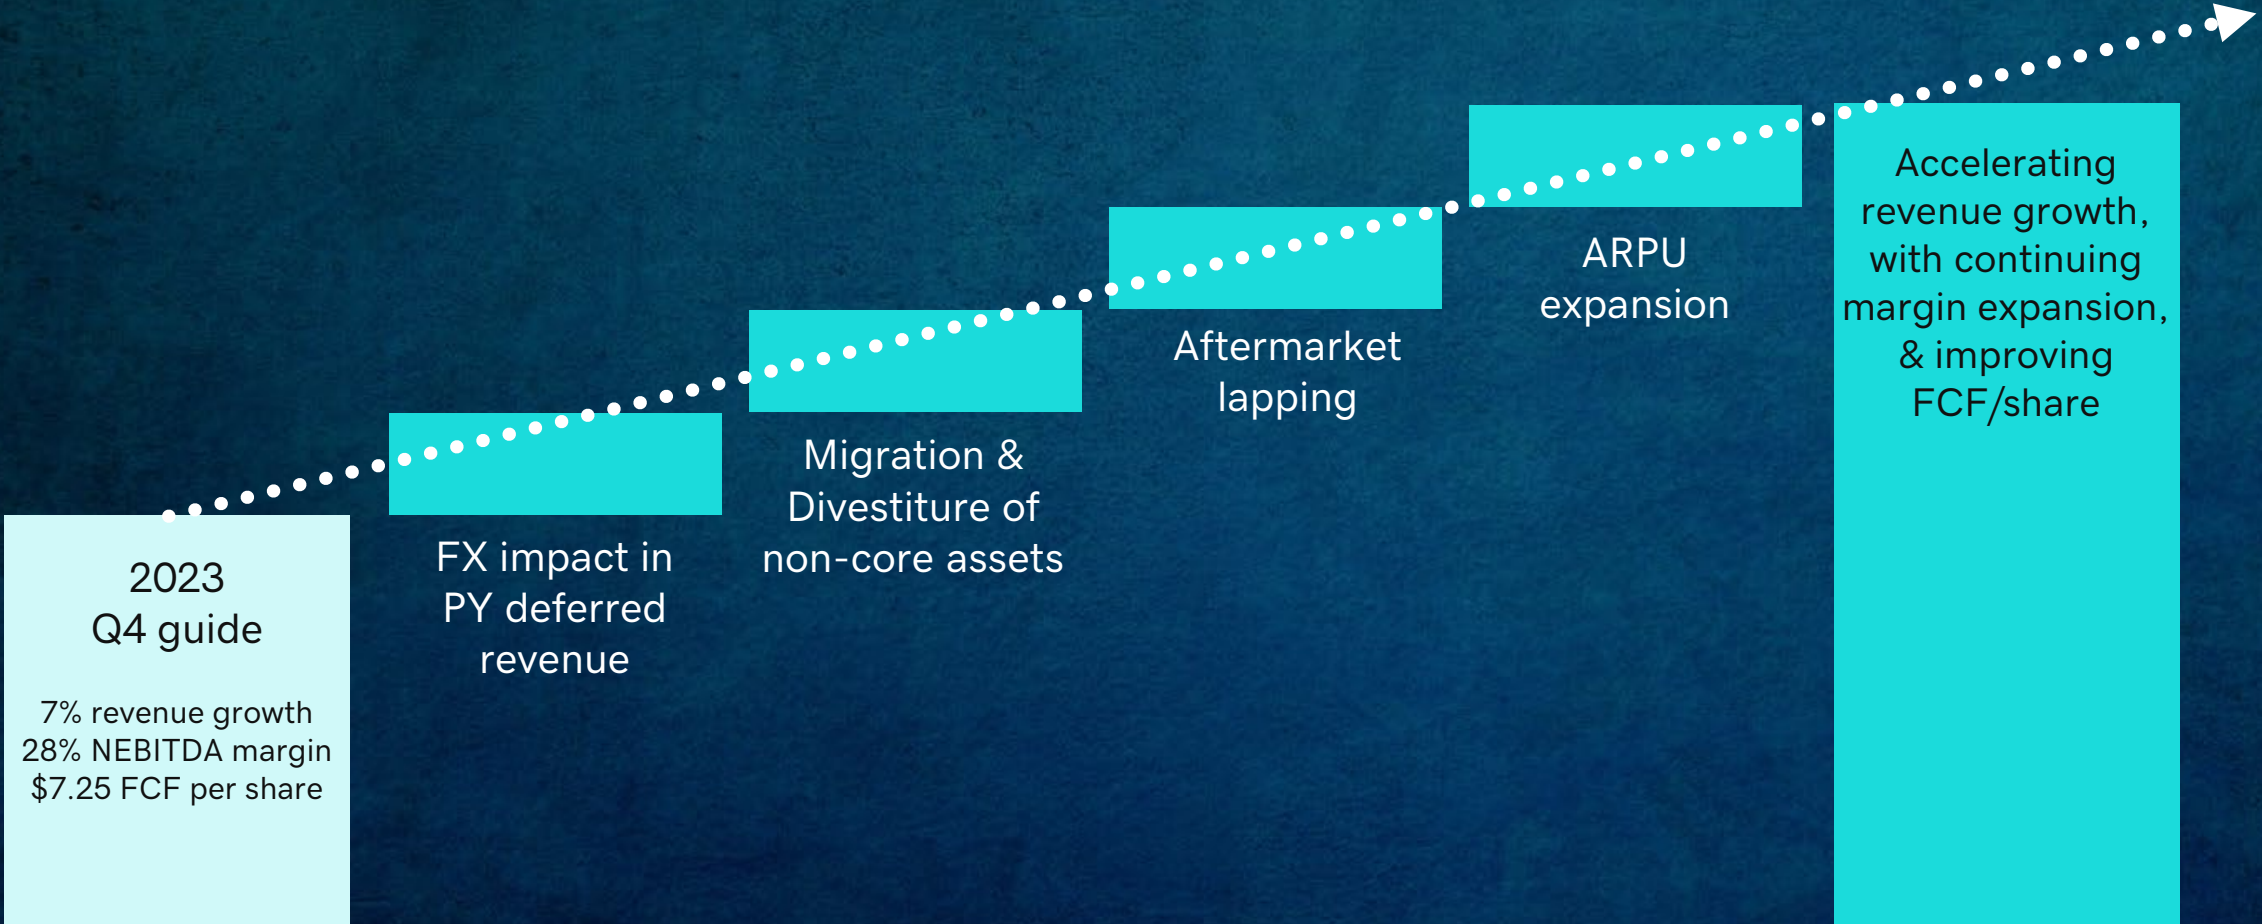 2023
Q4 guide
7% revenue growth
28% NEBITDA margin
$7.25 FCF per share
FX impact in
PY deferred
revenue
Migration &
Divestiture of
non-core assets
Aftermarket
lapping
ARPU
expansion
Accelerating
revenue growth,
with continuing
margin expansion,
& improving
FCF/share